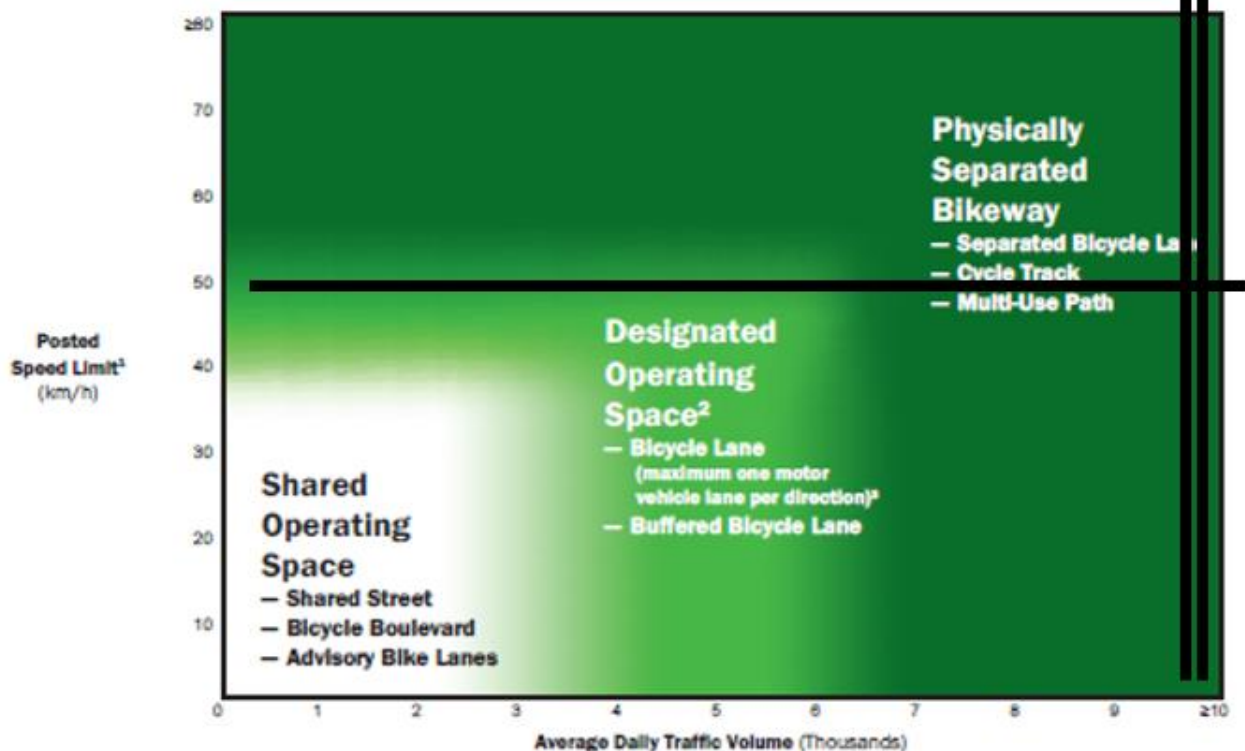 ≥80
70
60
50
40
30
20
10
Posted
Speed Limit¹
(km/h)
Physically
Separated
Bikeway
— Separated Bicycle
— Cycle Track
— Multi-Use Path
Designated
Operating
Space²
— Bicycle Lane
(maximum one motor
vehicle lane per direction)³
— Buffered Bicycle Lane
Shared
Operating
Space
— Shared Street
— Bicycle Boulevard
— Advisory Bike Lanes
0 1 2 3 4 5 6 7 8 9 ≥10
Average Daily Traffic Volume (Thousands)